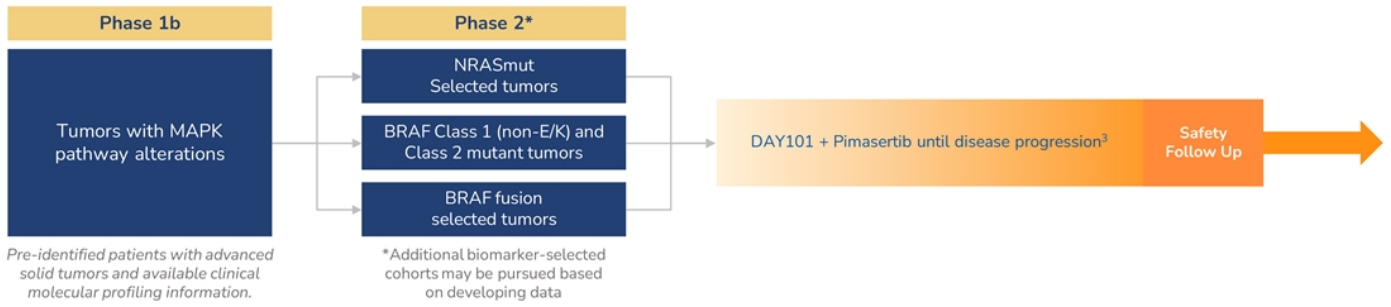 Phase 1b
Tumors with MAPK
pathway alterations
Pre-identified patients with advanced
solid tumors and available clinical
molecular profiling information.
Phase 2*
NRASmut
Selected tumors
BRAF Class 1 (non-E/K) and
Class 2 mutant tumors
BRAF fusion
selected tumors
*Additional biomarker-selected
cohorts may be pursued based
on developing data
DAY101 + Pimasertib until disease progression³
Safety
Follow Up